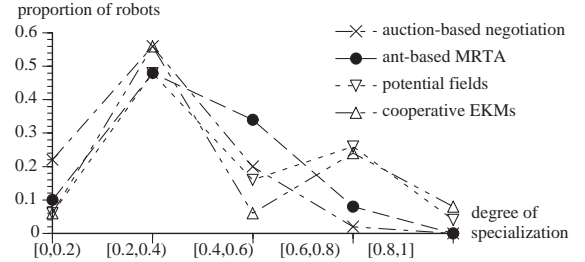 proportion of robots
0.6
0.5
0.4
0.3
0.2
0.1
0
[0,0.2)
[0.2,0.4)
[0.4,0.6)
[0.6,0.8)
[0.8,1]
auction-based negotiation
ant-based MRTA
potential fields
cooperative EKMs
degree of
specialization